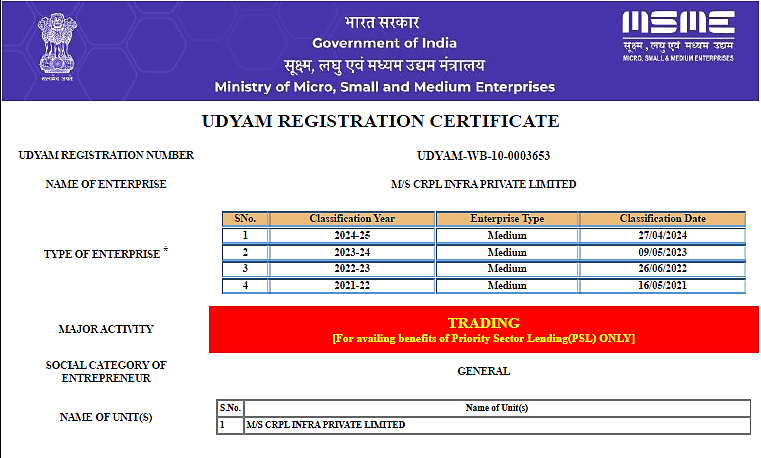 भारत सरकार
Government of India
सूक्ष्म, लघु एवं मध्यम उद्यम मंत्रालय
Ministry of Micro, Small and Medium Enterprises
सत्यमेव जयते
MSME
सूक्ष्म, लघु एवं मध्यम उद्यम
MICRO, SMALL & MEDIUM ENTERPRISES
UDYAM REGISTRATION CERTIFICATE
UDYAM REGISTRATION NUMBER UDYAM-WB-10-0003653
NAME OF ENTERPRISE M/S CRPL INFRA PRIVATE LIMITED
TYPE OF ENTERPRISE *
SNo. Classification Year Enterprise Type Classification Date
1 2024-25 Medium 27/04/2024
2 2023-24 Medium 09/05/2023
3 2022-23 Medium 26/06/2022
4 2021-22 Medium 16/05/2021
MAJOR ACTIVITY
TRADING
[For availing benefits of Priority Sector Lending(PSL) ONLY]
SOCIAL CATEGORY OF
ENTREPRENEUR
GENERAL
NAME OF UNIT(S)
S.No. Name of Unit(s)
1 M/S CRPL INFRA PRIVATE LIMITED